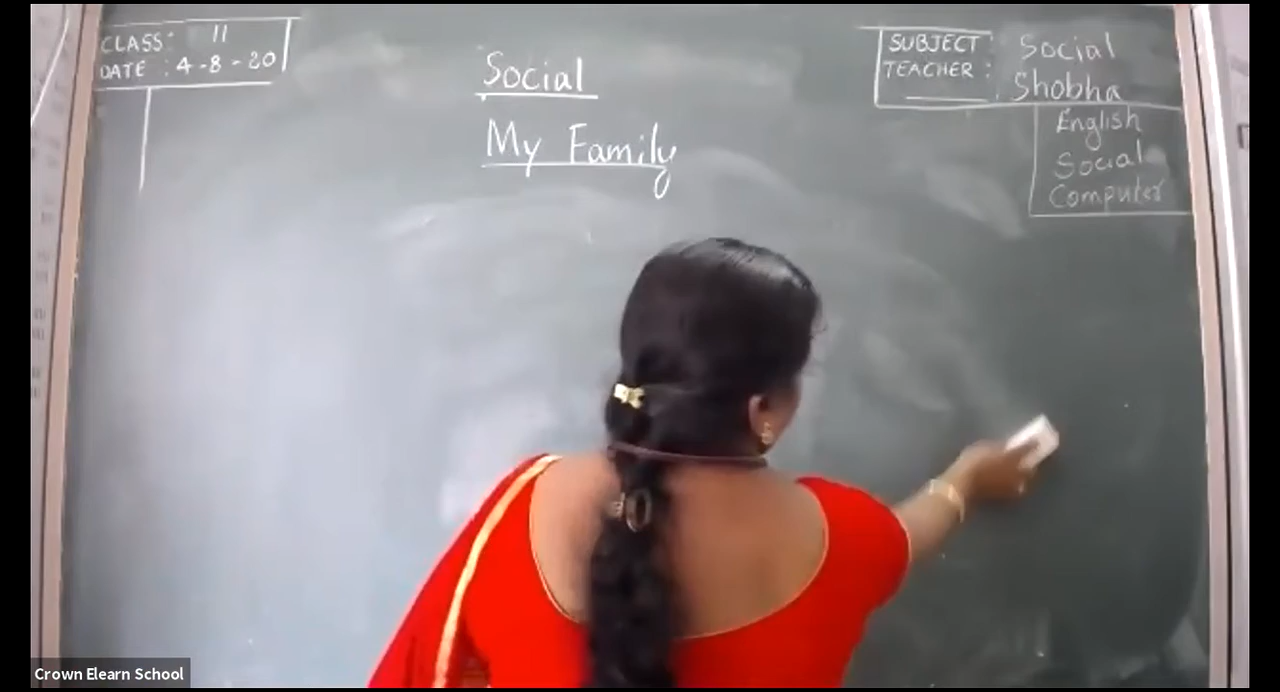 CLASS: II
DATE : 4-8-20
Social
My Family
SUBJECT : Social
TEACHER : Shobha
English
Social
Computer
Crown Elearn School